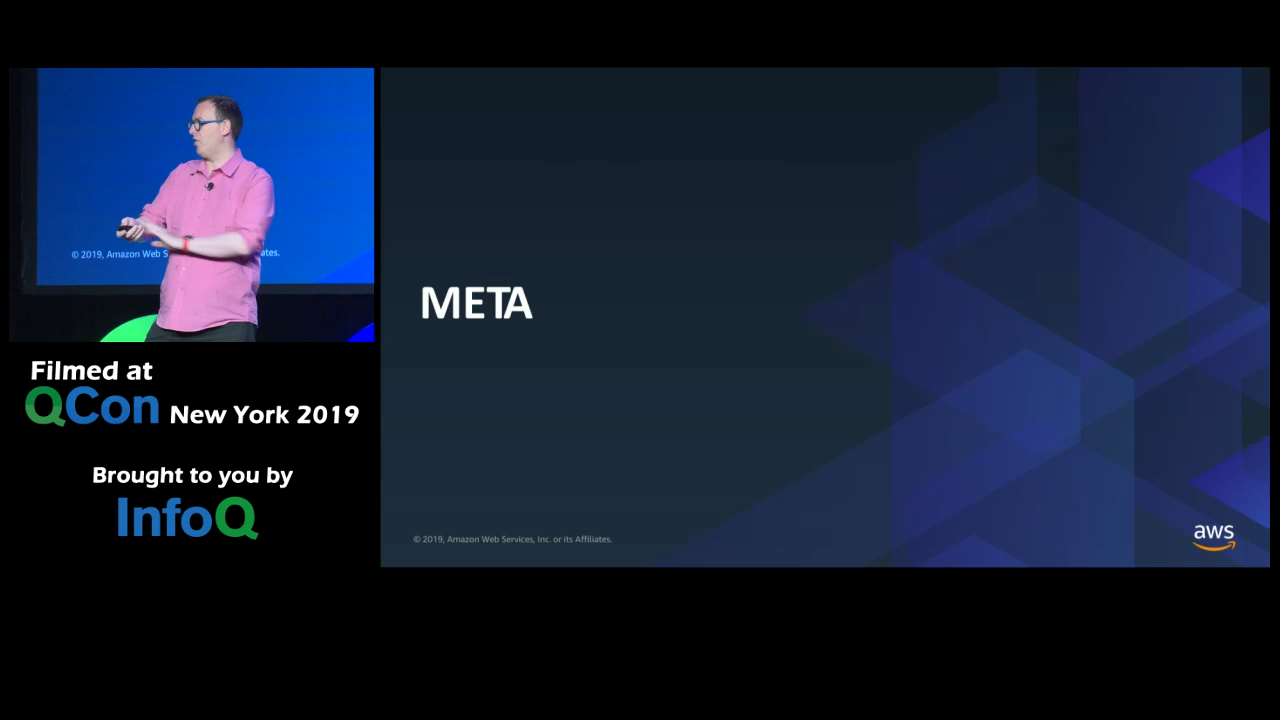 © 2019, Amazon Web S
ates.
Filmed at
QCon New York 2019
Brought to you by
InfoQ
META
© 2019, Amazon Web Services, Inc. or its Affiliates.
aws